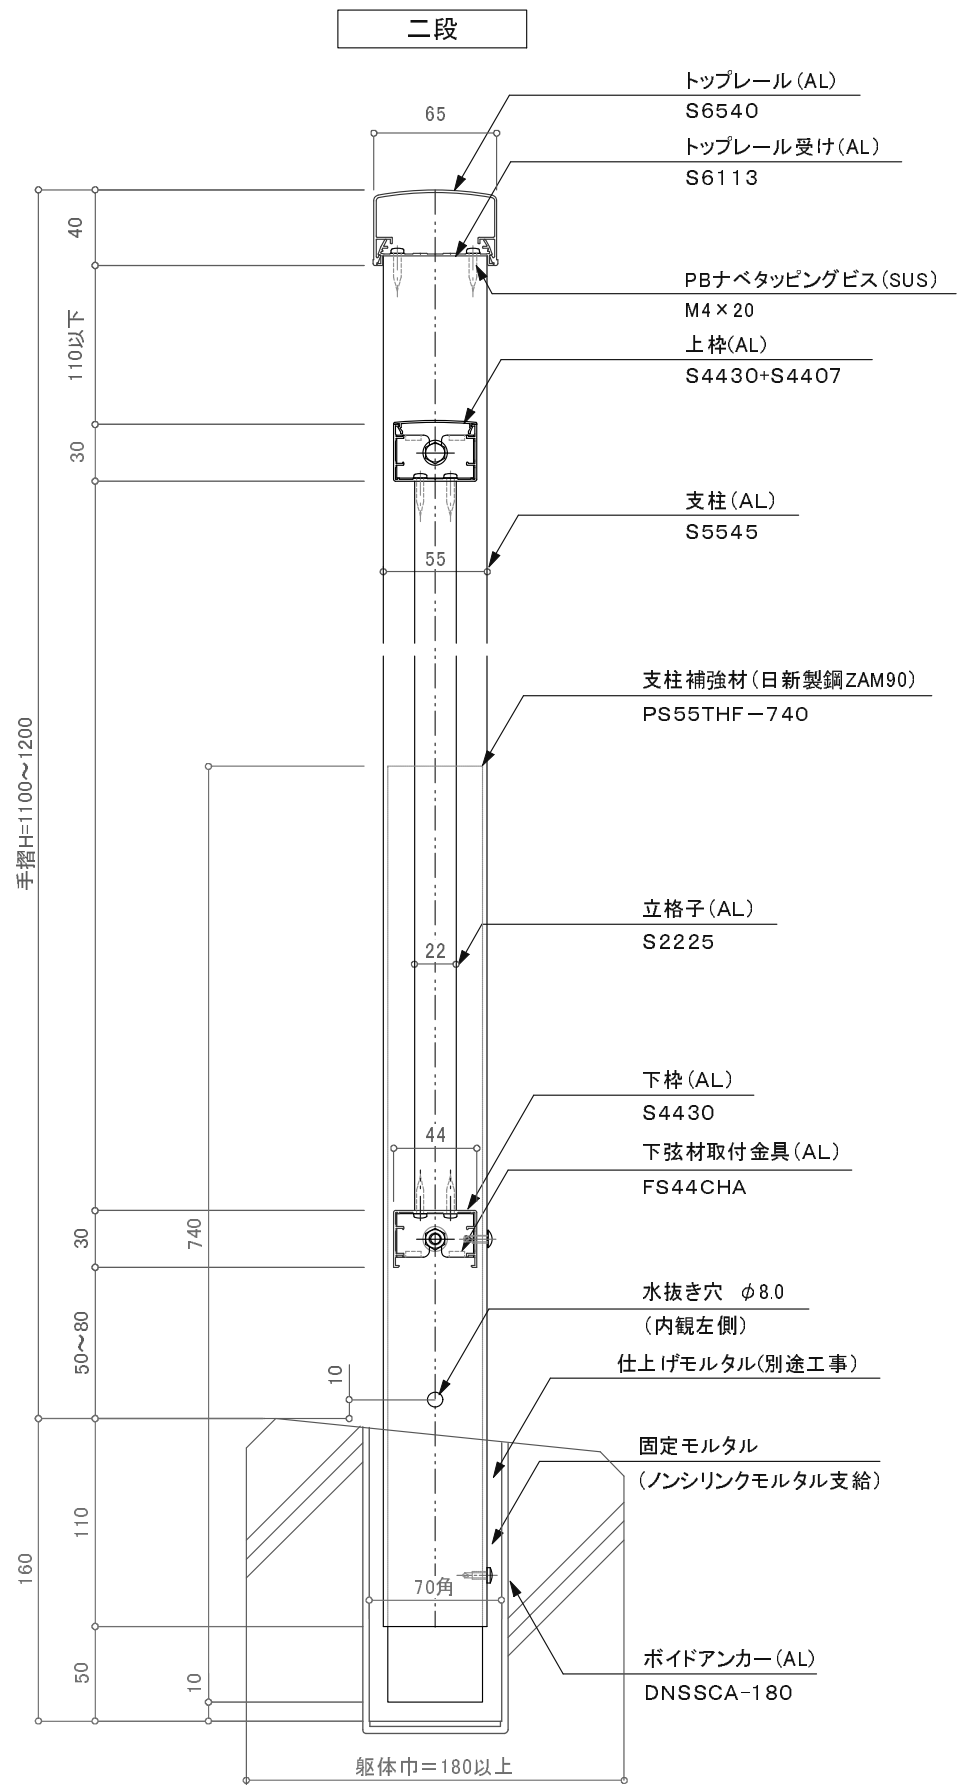 二段
トップレール(AL)
S6540
65
トップレール受け(AL)
S6113
40
PBナベタッピングビス(SUS)
M4×20
110以下
上枠(AL)
S4430+S4407
30
支柱(AL)
S5545
55
支柱補強材(日新製鋼ZAM90)
PS55THF-740
手摺H=1100~1200
立格子(AL)
S2225
22
下枠(AL)
S4430
44
下弦材取付金具(AL)
FS44CHA
740
30
水抜き穴 φ8.0
(内観左側)
50~80
10
仕上げモルタル(別途工事)
固定モルタル
(ノンシリンクモルタル支給)
110
160
70角
ボイドアンカー(AL)
DNSSCA-180
50
10
躯体巾=180以上